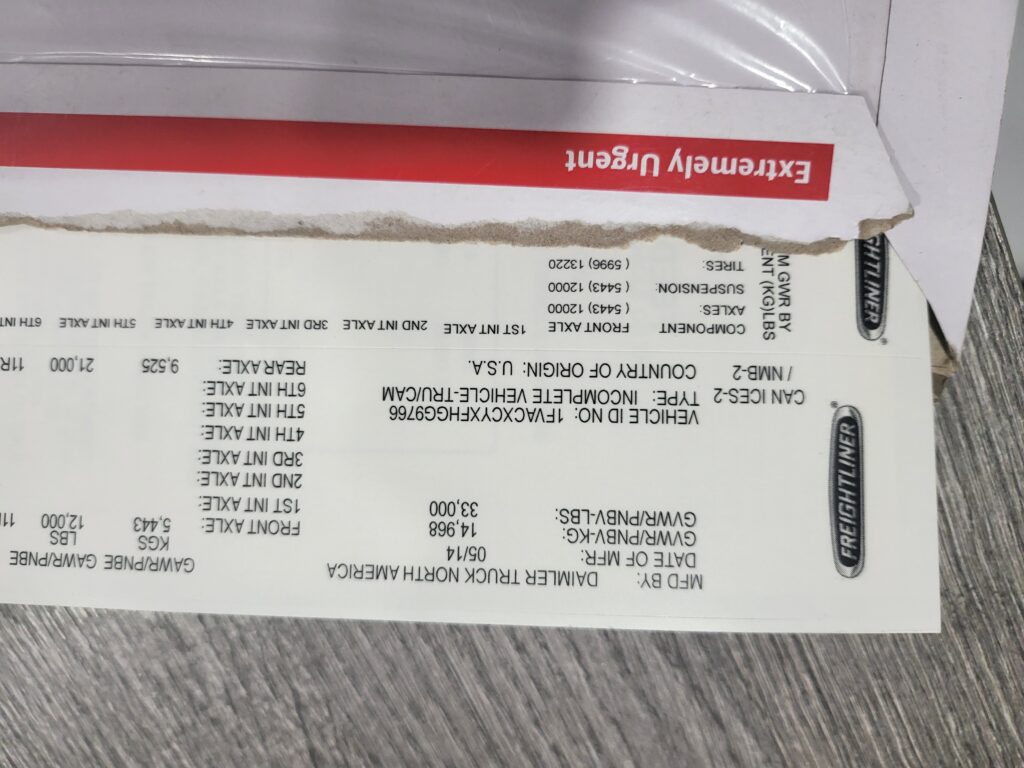 FREIGHTLINER®
MFD BY: DAIMLER TRUCK NORTH AMERICA
DATE OF MFR: 05/14
GVWR/PNBV-KG: 14,968
GVWR/PNBV-LBS: 33,000
VEHICLE ID NO: 1FVACXCYXFHGG9766
CAN ICES-2 TYPE: INCOMPLETE VEHICLE-TRU/CAM
/ NMB-2 COUNTRY OF ORIGIN: U.S.A.
GAWR/PNBE GAWR/PNBE
KGS LBS
FRONT AXLE: 5,443 12,000
1ST INT AXLE:
2ND INT AXLE:
3RD INT AXLE:
4TH INT AXLE:
5TH INT AXLE:
6TH INT AXLE:
REAR AXLE: 9,525 21,000 11R
GHTLINER®
M GWR BY
ENT (KG)LBS
COMPONENT FRONT AXLE 1ST INT AXLE 2ND INT AXLE 3RD INT AXLE 4TH INT AXLE 5TH INT AXLE 6TH INT
AXLES: ( 5443) 12000
SUSPENSION: ( 5443) 12000
TIRES: ( 5996) 13220
Extremely Urgent